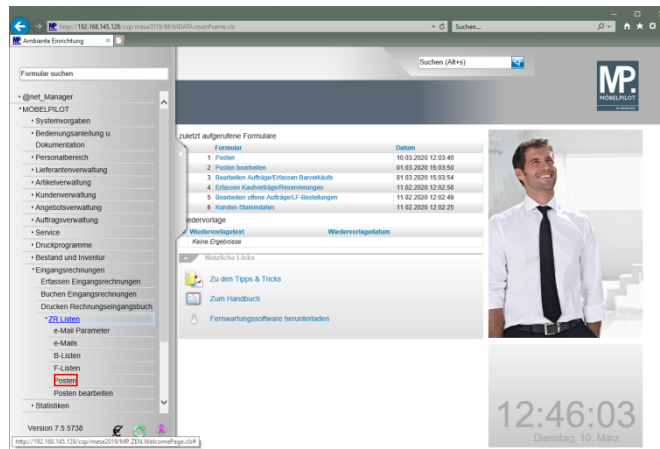 http://192.168.145.128/csp/mese2019/BEWIDATA.mainFrame.cls
Suchen...
Ambiente Einrichtung
Suchen (Alt+s)
Formular suchen
MP.
MÖBELPILOT
@net_Manager
MÖBELPILOT
Systemvorgaben
Bedienungsanleitung u.
Dokumentation
Personalbereich
Lieferantenverwaltung
Artikelverwaltung
Kundenverwaltung
Angebotsverwaltung
Auftragsverwaltung
Service
Druckprogramme
Bestand und Inventur
Eingangsrechnungen
Erfassen Eingangsrechnungen
Buchen Eingangsrechnungen
Drucken Rechnungseingangsbuch
ZR Listen
e-Mail Parameter
e-Mails
B-Listen
F-Listen
Posten
Posten bearbeiten
Statistiken
Version 7.5 5738
http://192.168.145.128/csp/mese2019/MP.ZEN.WelcomePage.cls#
zuletzt aufgerufene Formulare
Formular Datum
1 Posten 10.03.2020 12:03:40
2 Posten bearbeiten 01.03.2020 15:03:50
3 Bearbeiten Aufträge/Erfassen Barverkäufe 01.03.2020 15:03:54
4 Erfassen Kaufverträge/Reservierungen 11.02.2020 12:02:58
5 Bearbeiten offene Aufträge/LF-Bestellungen 11.02.2020 12:02:49
6 Kunden-Stammdaten 11.02.2020 12:02:25
iedervorlage
Wiedervorlagetext Wiedervorlagedatum
Keine Ergebnisse
Nützliche Links
Zu den Tipps & Tricks
Zum Handbuch
Fernwartungssoftware herunterladen
12:46:03
Dienstag, 10. März